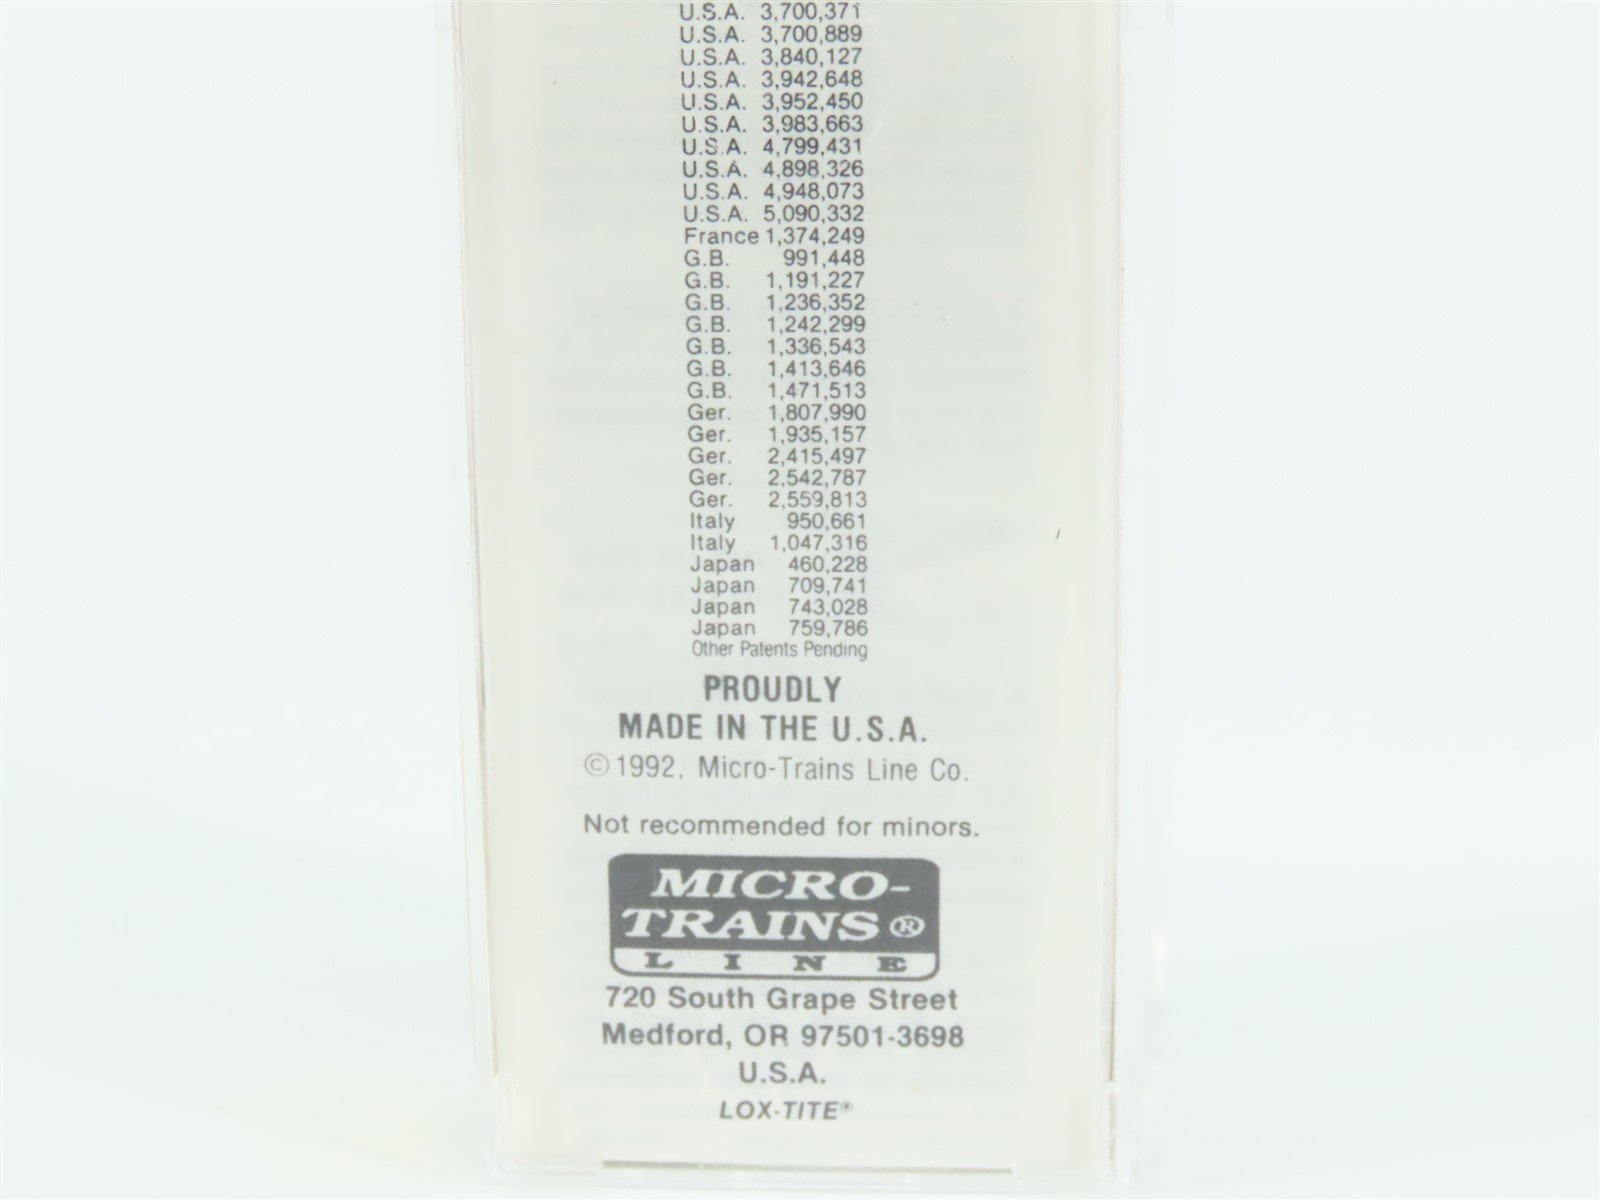 U.S.A. 3,700,371
U.S.A. 3,700,889
U.S.A. 3,840,127
U.S.A. 3,942,648
U.S.A. 3,952,450
U.S.A. 3,983,663
U.S.A. 4,799,431
U.S.A. 4,898,326
U.S.A. 4,948,073
U.S.A. 5,090,332
France 1,374,249
G.B. 991,448
G.B. 1,191,227
G.B. 1,236,352
G.B. 1,242,299
G.B. 1,336,543
G.B. 1,413,646
G.B. 1,471,513
Ger. 1,807,990
Ger. 1,935,157
Ger. 2,415,497
Ger. 2,542,787
Ger. 2,559,813
Italy 950,661
Italy 1,047,316
Japan 460,228
Japan 709,741
Japan 743,028
Japan 759,786
Other Patents Pending
PROUDLY
MADE IN THE U.S.A.
©1992, Micro-Trains Line Co.
Not recommended for minors.
MICRO-
TRAINS®
LINE
720 South Grape Street
Medford, OR 97501-3698
U.S.A.
LOX-TITE®